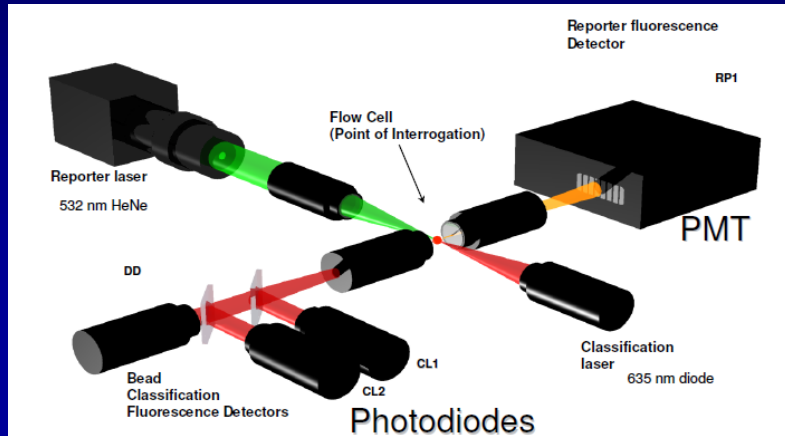 Reporter fluorescence
Detector
RP1
Flow Cell
(Point of Interrogation)
Reporter laser
532 nm HeNe
PMT
DD
Classification
laser
635 nm diode
CL1
CL2
Bead
Classification
Fluorescence Detectors
Photodiodes